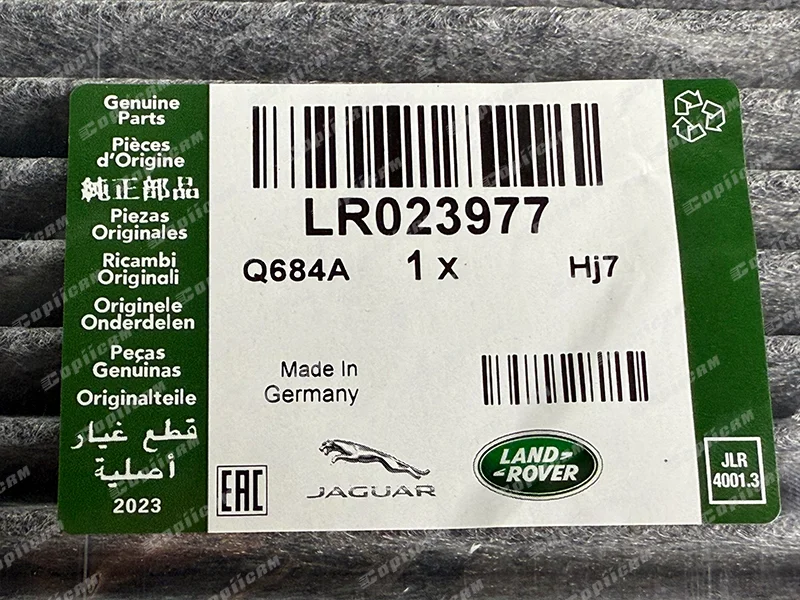 Genuine
Parts
Pièces
d'Origine
純正部品
Piezas
Originales
Ricambi
Originali
Originele
Onderdelen
Peças
Genuinas
Originalteile
قطع غيار
أصلية
2023
LR023977
Q684A 1 X Hj7
Made In
Germany
EAC
JAGUAR
LAND-
-ROVER
JLR
4001.3
CopiiCAM